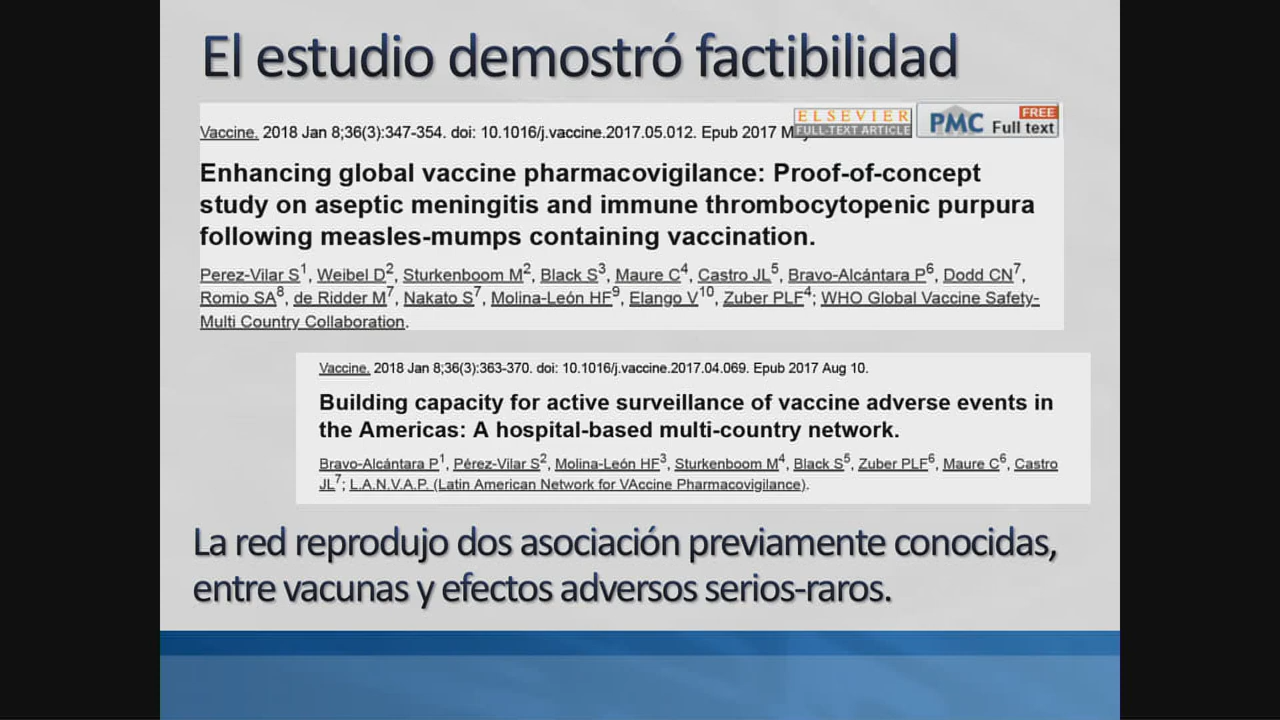 El estudio demostró factibilidad
ELSEVIER
FULL-TEXT ARTICLE
PMC Full text
FREE
Vaccine. 2018 Jan 8;36(3):347-354. doi: 10.1016/j.vaccine.2017.05.012. Epub 2017
Enhancing global vaccine pharmacovigilance: Proof-of-concept
study on aseptic meningitis and immune thrombocytopenic purpura
following measles-mumps containing vaccination.
Perez-Vilar S1, Weibel D2, Sturkenboom M2, Black S3, Maure C4, Castro JL5, Bravo-Alcántara P6, Dodd CN7,
Romio SA8, de Ridder M7, Nakato S7, Molina-León HF9, Elango V10, Zuber PLF4; WHO Global Vaccine Safety-
Multi Country Collaboration.
Vaccine. 2018 Jan 8;36(3):363-370. doi: 10.1016/j.vaccine.2017.04.069. Epub 2017 Aug 10.
Building capacity for active surveillance of vaccine adverse events in
the Americas: A hospital-based multi-country network.
Bravo-Alcántara P1, Pérez-Vilar S2, Molina-León HF3, Sturkenboom M4, Black S5, Zuber PLF6, Maure C6, Castro
JL7; L.A.N.V.A.P. (Latin American Network for VAccine Pharmacovigilance).
La red reprodujo dos asociación previamente conocidas,
entre vacunas y efectos adversos serios-raros.